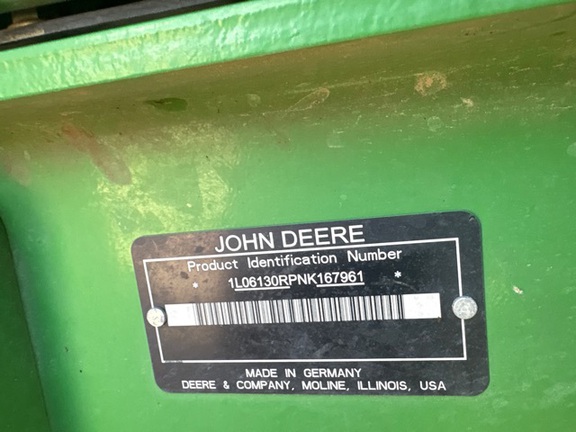 JOHN DEERE
Product Identification Number
* 1L06130RPNK167961 *
MADE IN GERMANY
DEERE & COMPANY, MOLINE, ILLINOIS, USA